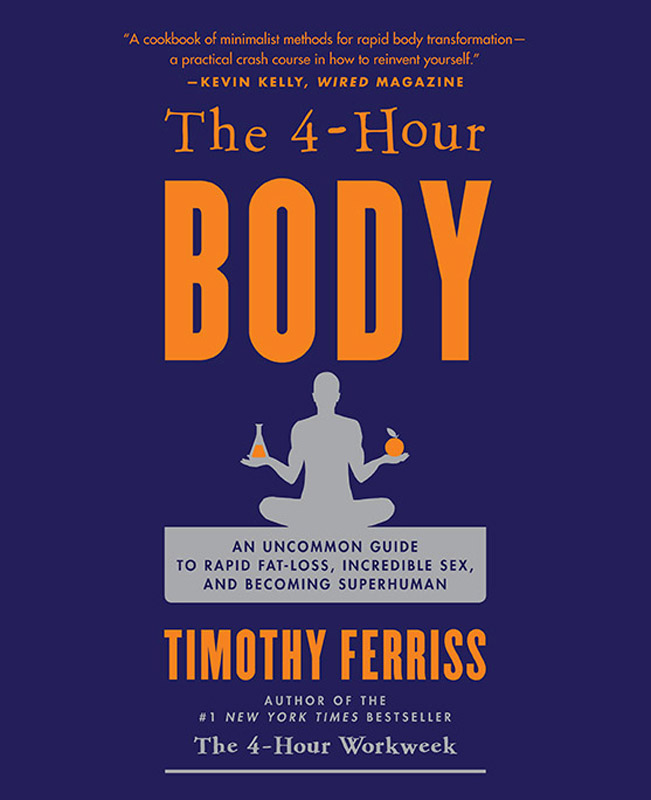 “A cookbook of minimalist methods for rapid body transformation—
a practical crash course in how to reinvent yourself.”
—KEVIN KELLY, WIRED MAGAZINE
The 4-Hour
BODY
AN UNCOMMON GUIDE
TO RAPID FAT-LOSS, INCREDIBLE SEX,
AND BECOMING SUPERHUMAN
TIMOTHY FERRISS
AUTHOR OF THE
#1 NEW YORK TIMES BESTSELLER
The 4-Hour Workweek